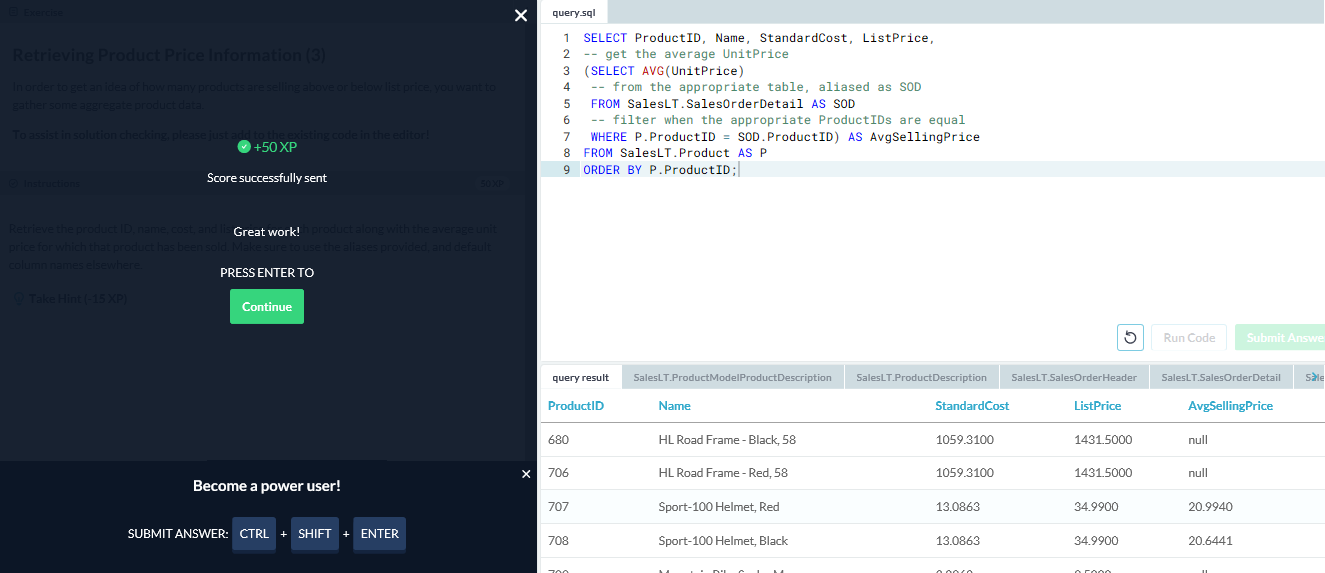 Exercise
Retrieving Product Price Information (3)
In order to get an idea of how many products are selling above or below list price, you want to
gather some aggregate product data.
To assist in solution checking, please just add to the existing code in the editor!
+50 XP
Score successfully sent
Instructions
50 XP
Great work!
Retrieve the product ID, name, cost, and list product along with the average unit
price for which that product has been sold. Make sure to use the aliases provided, and default
column names elsewhere.
PRESS ENTER TO
Take Hint (-15 XP)
Continue
Become a power user!
SUBMIT ANSWER: CTRL + SHIFT + ENTER
query.sql
1 SELECT ProductID, Name, StandardCost, ListPrice,
2 -- get the average UnitPrice
3 (SELECT AVG(UnitPrice)
4 -- from the appropriate table, aliased as SOD
5 FROM SalesLT.SalesOrderDetail AS SOD
6 -- filter when the appropriate ProductIDs are equal
7 WHERE P.ProductID = SOD.ProductID) AS AvgSellingPrice
8 FROM SalesLT.Product AS P
9 ORDER BY P.ProductID;
Run Code
Submit Answe
query result
SalesLT.ProductModelProductDescription
SalesLT.ProductDescription
SalesLT.SalesOrderHeader
SalesLT.SalesOrderDetail
ProductID Name StandardCost ListPrice AvgSellingPrice
680 HL Road Frame - Black, 58 1059.3100 1431.5000 null
706 HL Road Frame - Red, 58 1059.3100 1431.5000 null
707 Sport-100 Helmet, Red 13.0863 34.9900 20.9940
708 Sport-100 Helmet, Black 13.0863 34.9900 20.6441